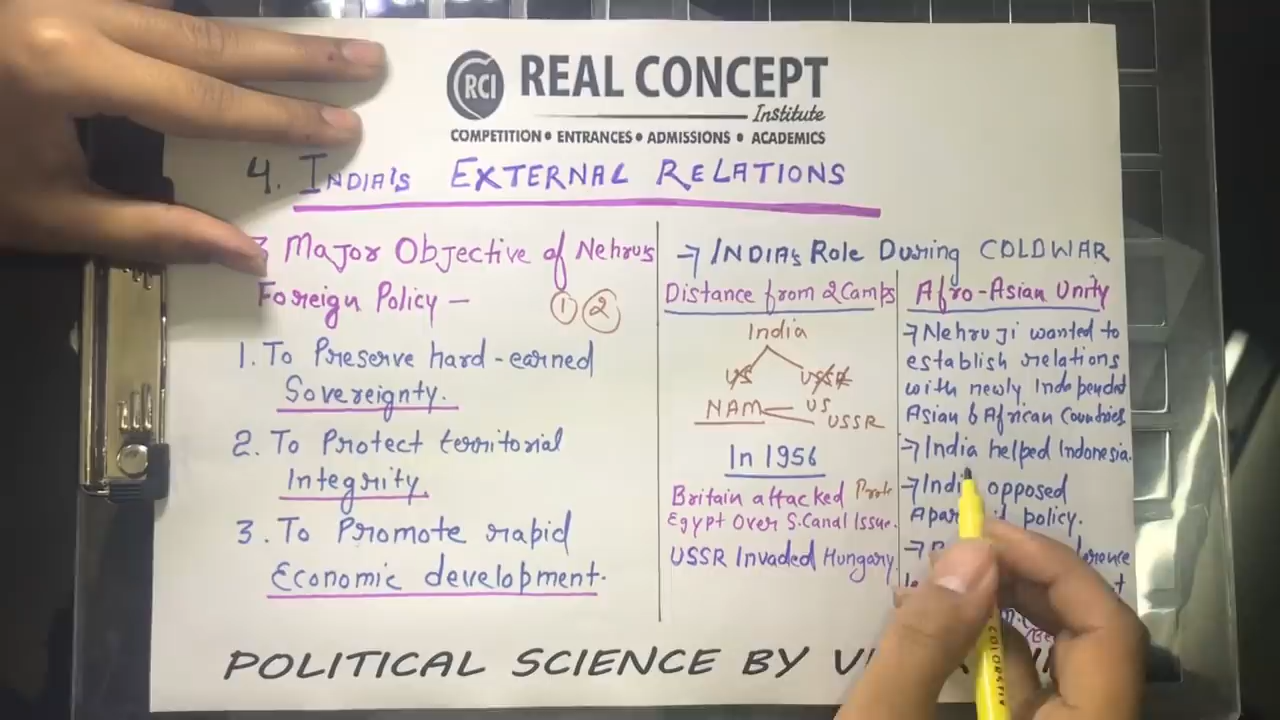 RCI
REAL CONCEPT
Institute
COMPETITION • ENTRANCES • ADMISSIONS • ACADEMICS
4. INDIA's EXTERNAL RELATIONS
Major Objective of Nehru's
Foreign Policy –
① ②
1. To Preserve hard-earned
Sovereignty.
2. To Protect territorial
Integrity.
3. To Promote rapid
Economic development.
→ INDIA's Role During COLDWAR
Distance from 2 Camps
India
US USSR
NAM US
USSR
In 1956
Britain attacked
Egypt Over S.Canal Issue.
USSR Invaded Hungary.
Afro-Asian Unity
→ Nehru Ji wanted to
establish relations
with newly Independent
Asian & African Countries
→ India helped Indonesia.
→ opposed
policy.
POLITICAL SCIENCE BY
COLORSTIX